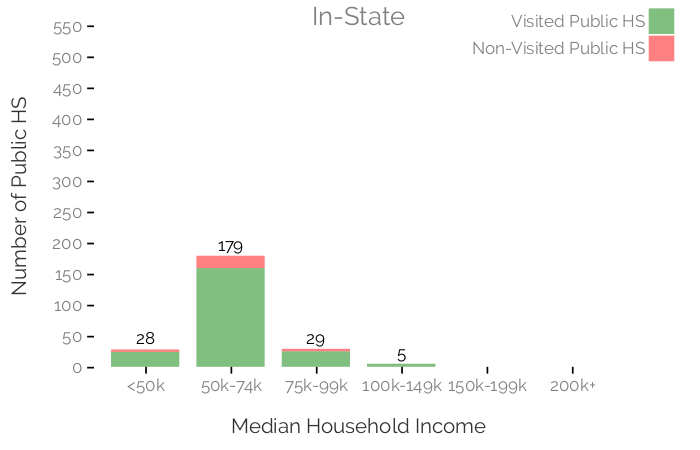 In-State
Visited Public HS
Non-Visited Public HS
Number of Public HS
550
500
450
400
350
300
250
200
150
100
50
0
28
179
29
5
<50k
50k-74k
75k-99k
100k-149k
150k-199k
200k+
Median Household Income